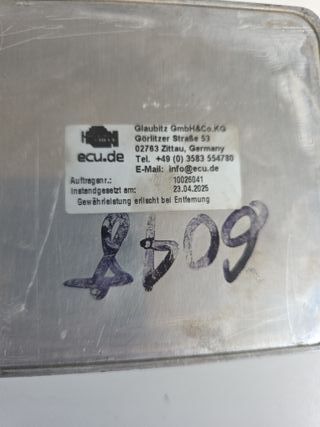 Glaubitz GmbH&Co.KG
Görlitzer Straße 53
02763 Zittau, Germany
ecu.de
Tel. +49 (0) 3583 554780
E-Mail: info@ecu.de
Auftragsnr.: 10026041
Instandgesetzt am: 23.04.2025
Gewährleistung erlischt bei Entfernung